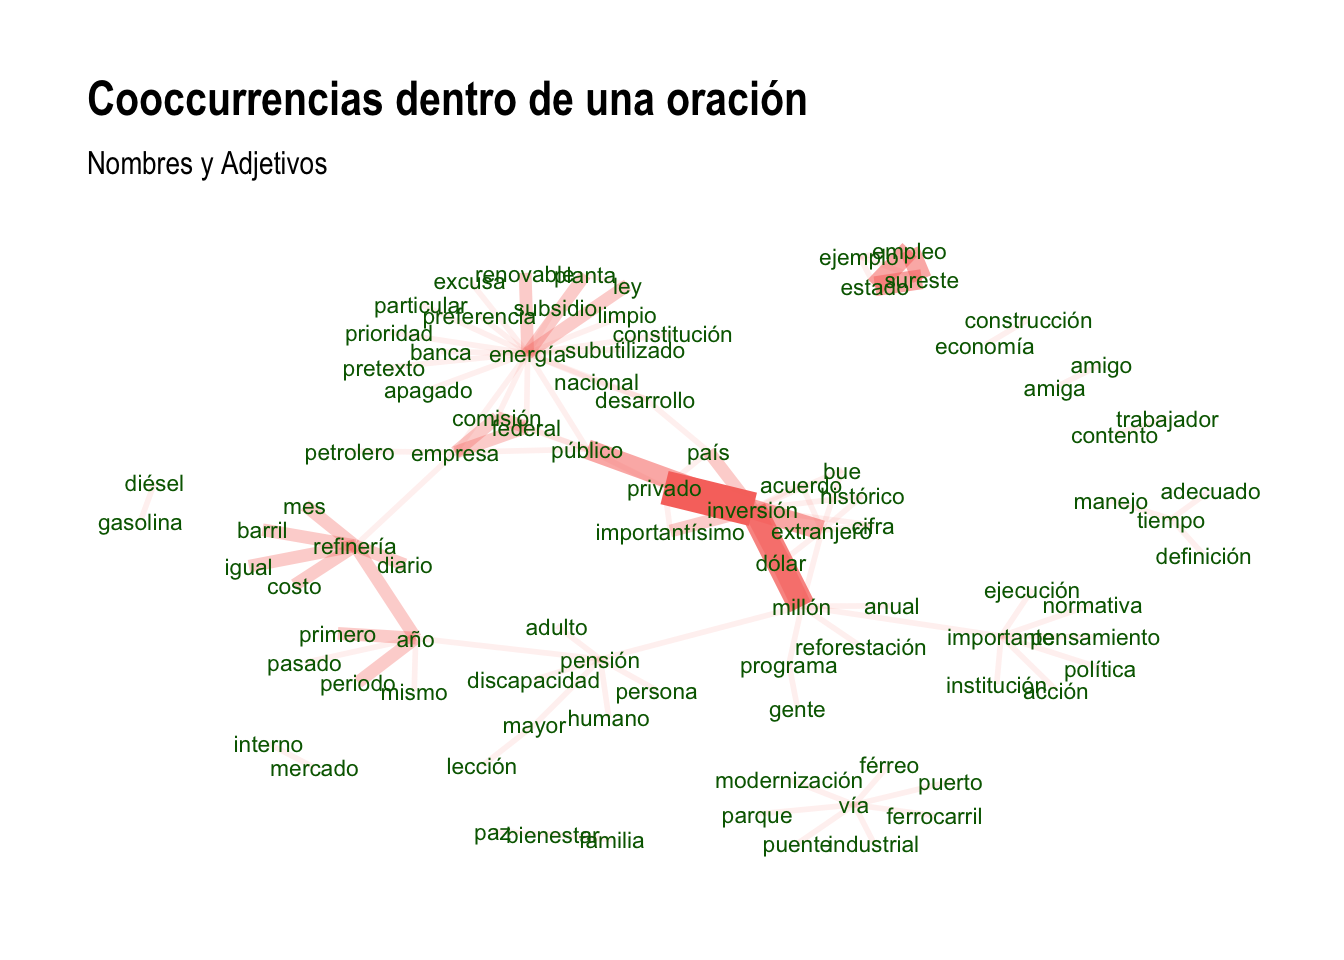 Cooccurrencias dentro de una oración
Nombres y Adjetivos
empleo
ejemplo
sureste
estado
renovable
planta
excusa
ley
particular
subsidio
preferencia
limpio
prioridad
constitución
construcción
banca
energía
subutilizado
economía
pretexto
amigo
apagado
nacional
amiga
desarrollo
comisión
federal
trabajador
contento
petrolero
empresa
público
país
diésel
privado
acuerdo
bue
histórico
adecuado
manejo
mes
gasolina
inversión
tiempo
barril
importantísimo
extranjero
cifra
refinería
definición
igual
diario
dólar
costo
ejecución
millón
anual
normativa
primero
año
adulto
importante
pensamiento
reforestación
pasado
pensión
programa
política
periodo
mismo
discapacidad
persona
institución
acción
gente
humano
mayor
interno
mercado
lección
férreo
modernización
puerto
vía
parque
ferrocarril
paz
bienestar
familia
puente
industrial